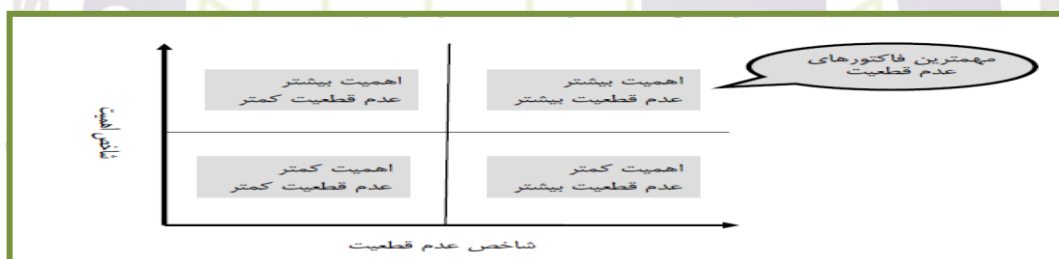 مهمترین فاکتورهای
عدم قطعیت
اهمیت بیشتر
عدم قطعیت بیشتر
اهمیت بیشتر
عدم قطعیت کمتر
شاخص اهمیت
اهمیت کمتر
عدم قطعیت بیشتر
اهمیت کمتر
عدم قطعیت کمتر
شاخص عدم قطعیت